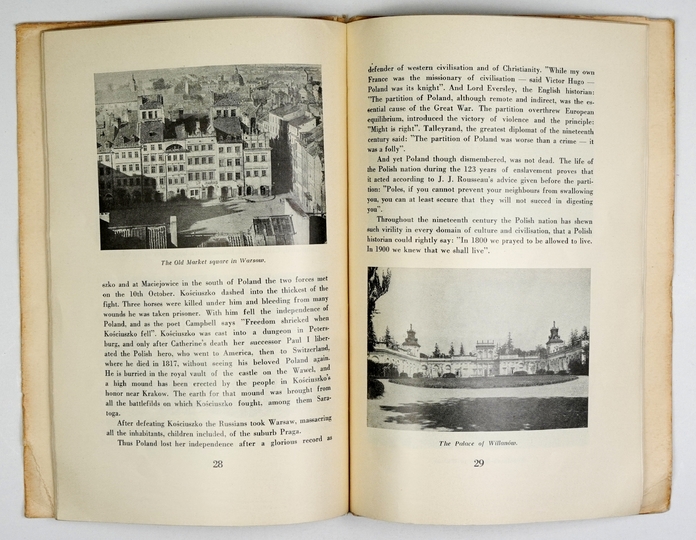 The Old Market square in Warsaw.
szko and at Maciejowice in the south of Poland the two forces met
on the 10th October. Kościuszko dashed into the thickest of the
fight. Three horses were killed under him and bleeding from many
wounds he was taken prisoner. With him fell the independence of
Poland, and as the poet Campbell says "Freedom shrieked when
Kościuszko fell". Kościuszko was cast into a dungeon in Peters-
burg, and only after Catherine's death her successor Paul I liber-
ated the Polish hero, who went to America, then to Switzerland,
where he died in 1817, without seeing his beloved Poland again.
He is burried in the royal vault of the castle on the Wawel, and
a high mound has been erected by the people in Kościuszko's
honor near Krakow. The earth for that mound was brought from
all the battlefilds on which Kościuszko fought, among them Sara-
toga.
After defeating Kościuszko the Russians took Warsaw, massacring
all the inhabitants, children included, of the suburb Praga.
Thus Poland lost her independence after a glorious record as
28
defender of western civilisation and of Christianity. "While my own
France was the missionary of civilisation — said Victor Hugo —
Poland was its knight". And Lord Eversley, the English historian:
"The partition of Poland, although remote and indirect, was the es-
sential cause of the Great War. The partition overthrew European
equilibrium, introduced the victory of violence and the principle:
"Might is right". Talleyrand, the greatest diplomat of the nineteenth
century said: "The partition of Poland was worse than a crime — it
was a folly".
And yet Poland though dismembered, was not dead. The life of
the Polish nation during the 123 years of enslavement proves that
it acted according to J. J. Rousseau's advice given before the parti-
tion: "Poles, if you cannot prevent your neighbours from swallowing
you, you can at least secure that they will not succed in digesting
you".
Throughout the nineteenth century the Polish nation has shewn
such virility in every domain of culture and civilisation, that a Polish
historian could rightly say: "In 1800 we prayed to be allowed to live.
In 1900 we knew that we shall live".
The Palace of Willanów.
29